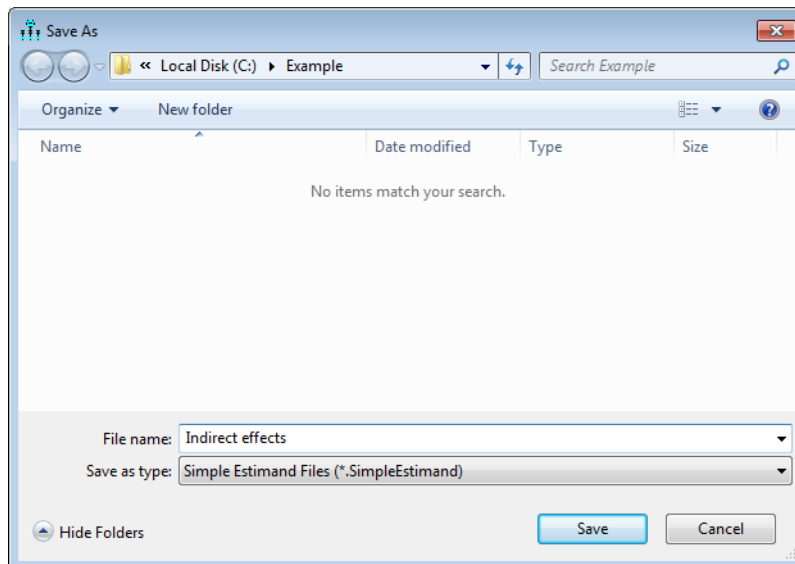 Save As
« Local Disk (C:) Example Search Example
Organize New folder
Name Date modified Type Size
No items match your search.
File name: Indirect effects
Save as type: Simple Estimand Files (*.SimpleEstimand)
Hide Folders Save Cancel